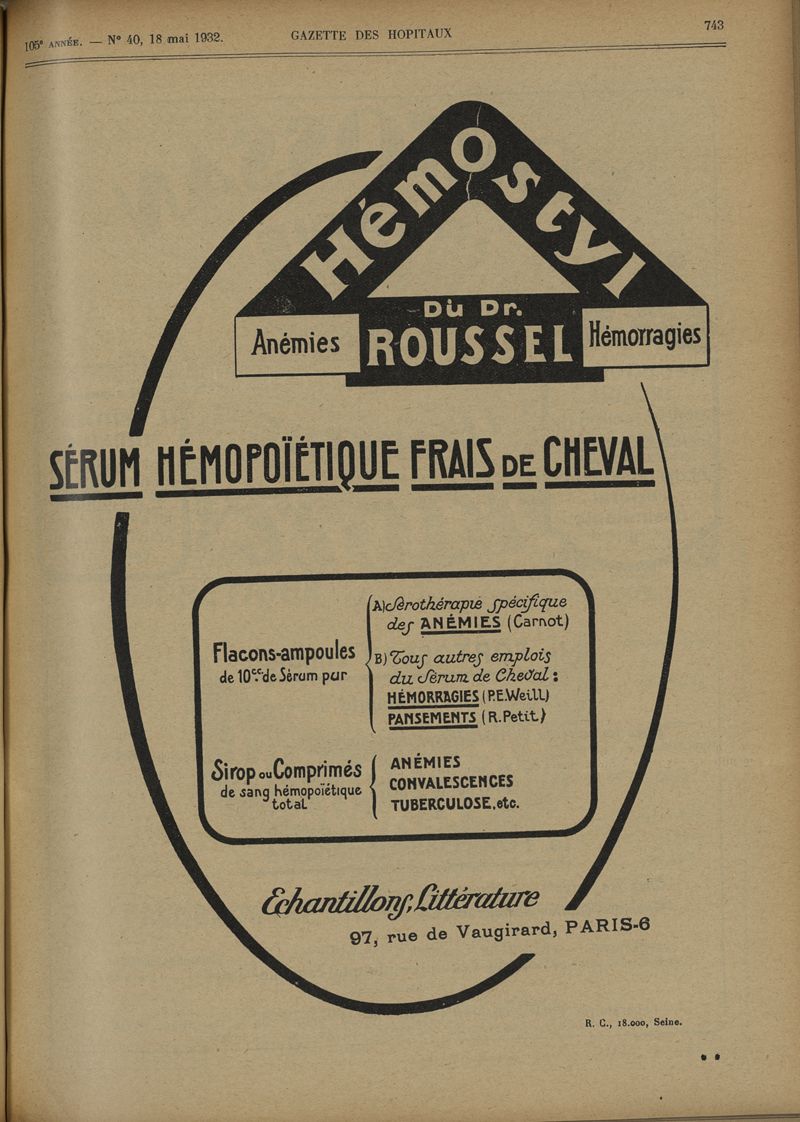 105e ANNÉE. — N° 40, 18 mai 1932.
GAZETTE DES HOPITAUX
743
Hémostyl
Du Dr.
ROUSSEL
Anémies
Hémorragies
SÉRUM HÉMOPOÏÉTIQUE FRAIS DE CHEVAL
Flacons-ampoules
de 10cc. de Sérum pur
A) Sérothérapie spécifique
des ANÉMIES (Carnot)
B) Tous autres emplois
du Sérum de Cheval :
HÉMORRAGIES (P.E.Weill)
PANSEMENTS (R.Petit)
Sirop ou Comprimés
de sang hémopoïétique
total
ANÉMIES
CONVALESCENCES
TUBERCULOSE, etc.
Echantillons, Littérature
97, rue de Vaugirard, PARIS-6
R. C., 18.000, Seine.